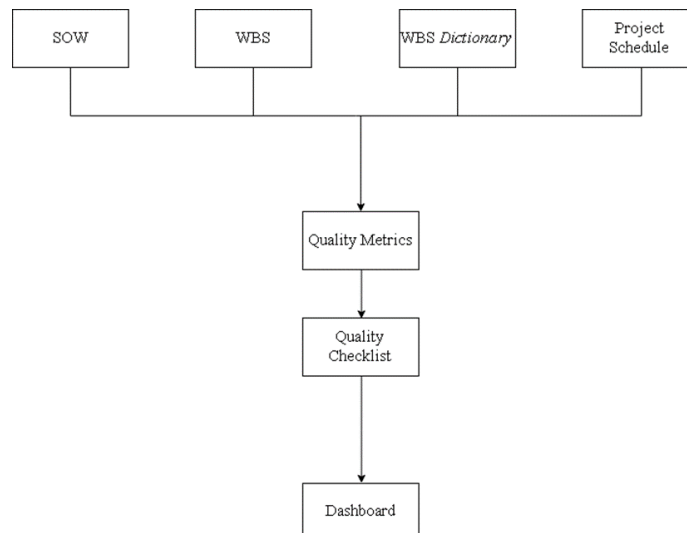 SOW
WBS
WBS Dictionary
Project
Schedule
Quality Metrics
Quality
Checklist
Dashboard